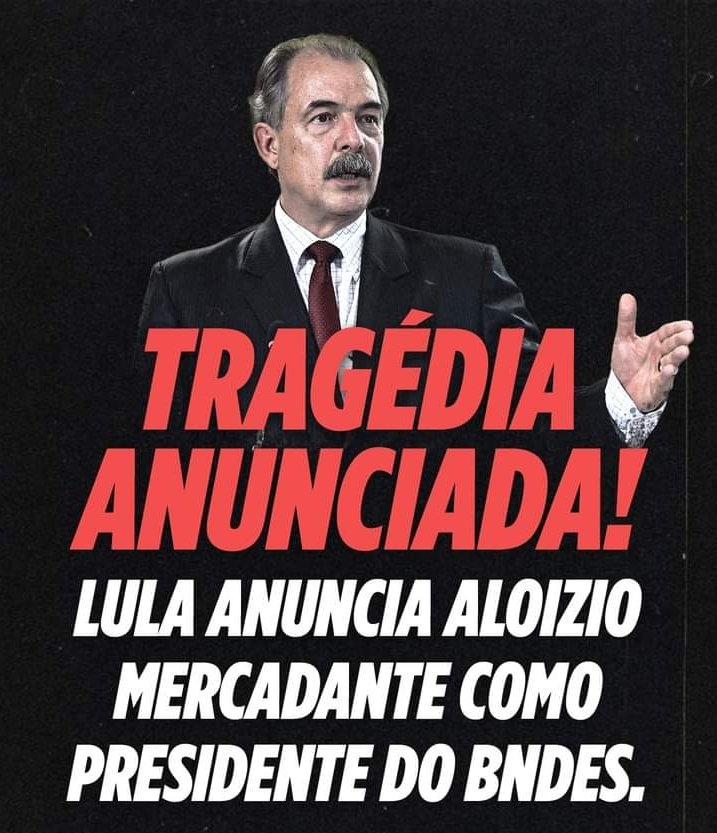 TRAGÉDIA
ANUNCIADA!
LULA ANUNCIA ALOIZIO
MERCADANTE COMO
PRESIDENTE DO BNDES.